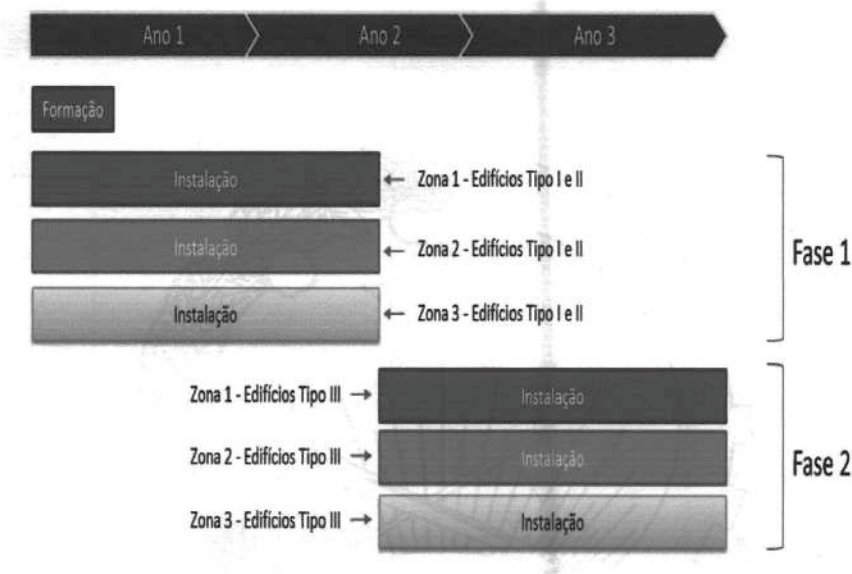 Ano 1 Ano 2 Ano 3
Formação
Instalação ← Zona 1 - Edifícios Tipo I e II
Instalação ← Zona 2 - Edifícios Tipo I e II
Fase 1
Instalação ← Zona 3 - Edifícios Tipo I e II
Zona 1 - Edifícios Tipo III → Instalação
Zona 2 - Edifícios Tipo III → Instalação
Fase 2
Zona 3 - Edifícios Tipo III → Instalação